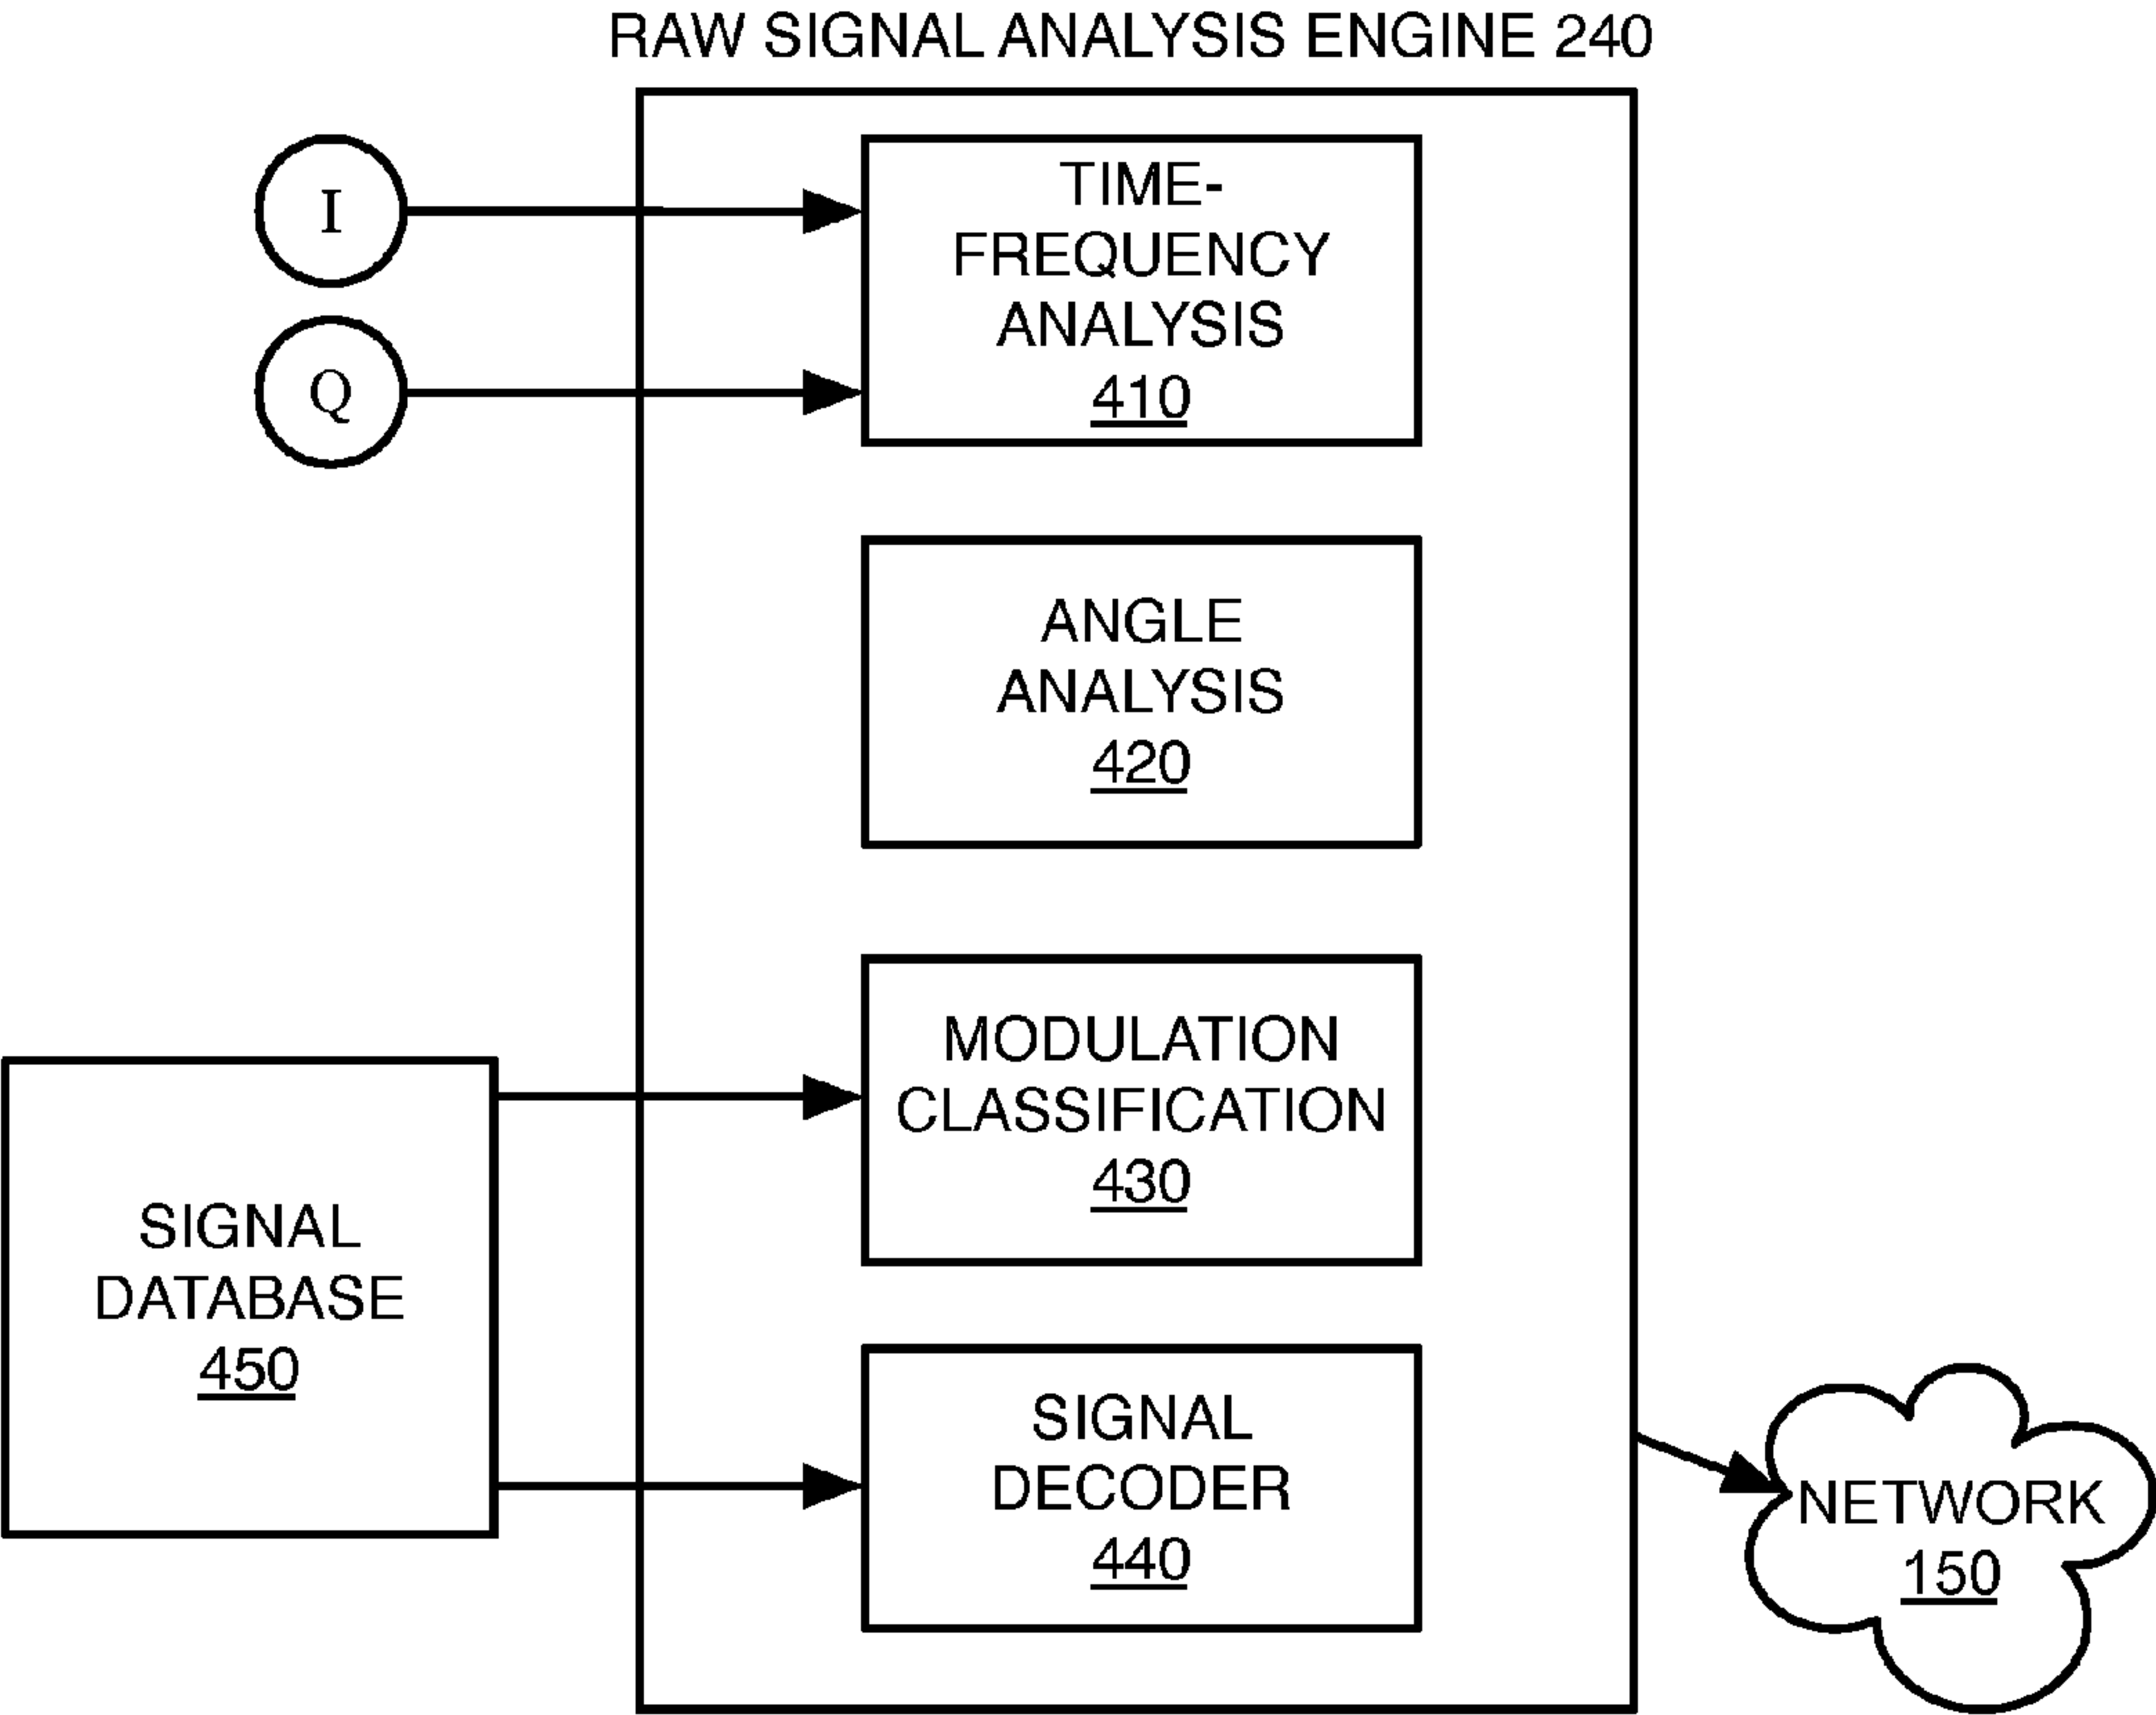 RAW SIGNAL ANALYSIS ENGINE 240
I
Q
TIME-
FREQUENCY
ANALYSIS
410
ANGLE
ANALYSIS
420
MODULATION
CLASSIFICATION
430
SIGNAL
DATABASE
450
SIGNAL
DECODER
440
NETWORK
150